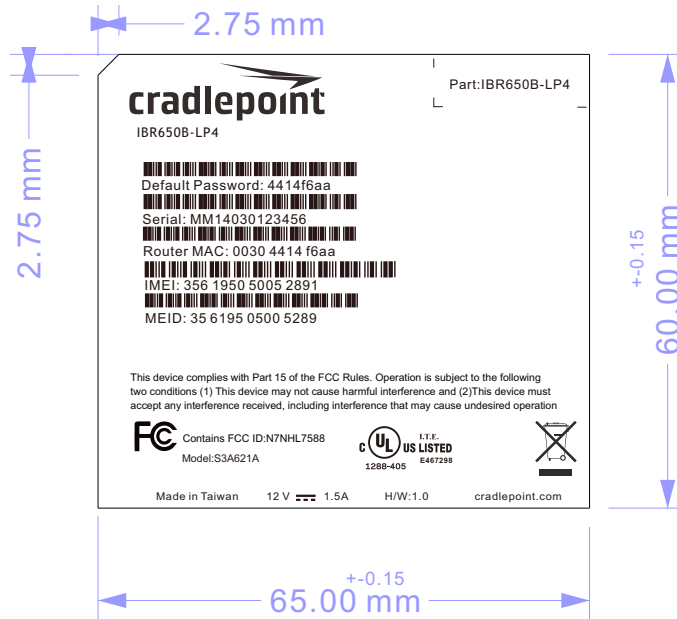 2.75 mm
2.75 mm
cradlepoint
IBR650B-LP4
Part:IBR650B-LP4
Default Password: 4414f6aa
Serial: MM14030123456
Router MAC: 0030 4414 f6aa
IMEI: 356 1950 5005 2891
MEID: 35 6195 0500 5289
+-0.15
60.00 mm
This device complies with Part 15 of the FCC Rules. Operation is subject to the following
two conditions (1) This device may not cause harmful interference and (2)This device must
accept any interference received, including interference that may cause undesired operation
FC Contains FCC ID:N7NHL7588
Model:S3A621A
C UL US LISTED
I.T.E.
E467298
1288-405
Made in Taiwan 12 V 1.5A H/W:1.0 cradlepoint.com
+-0.15
65.00 mm